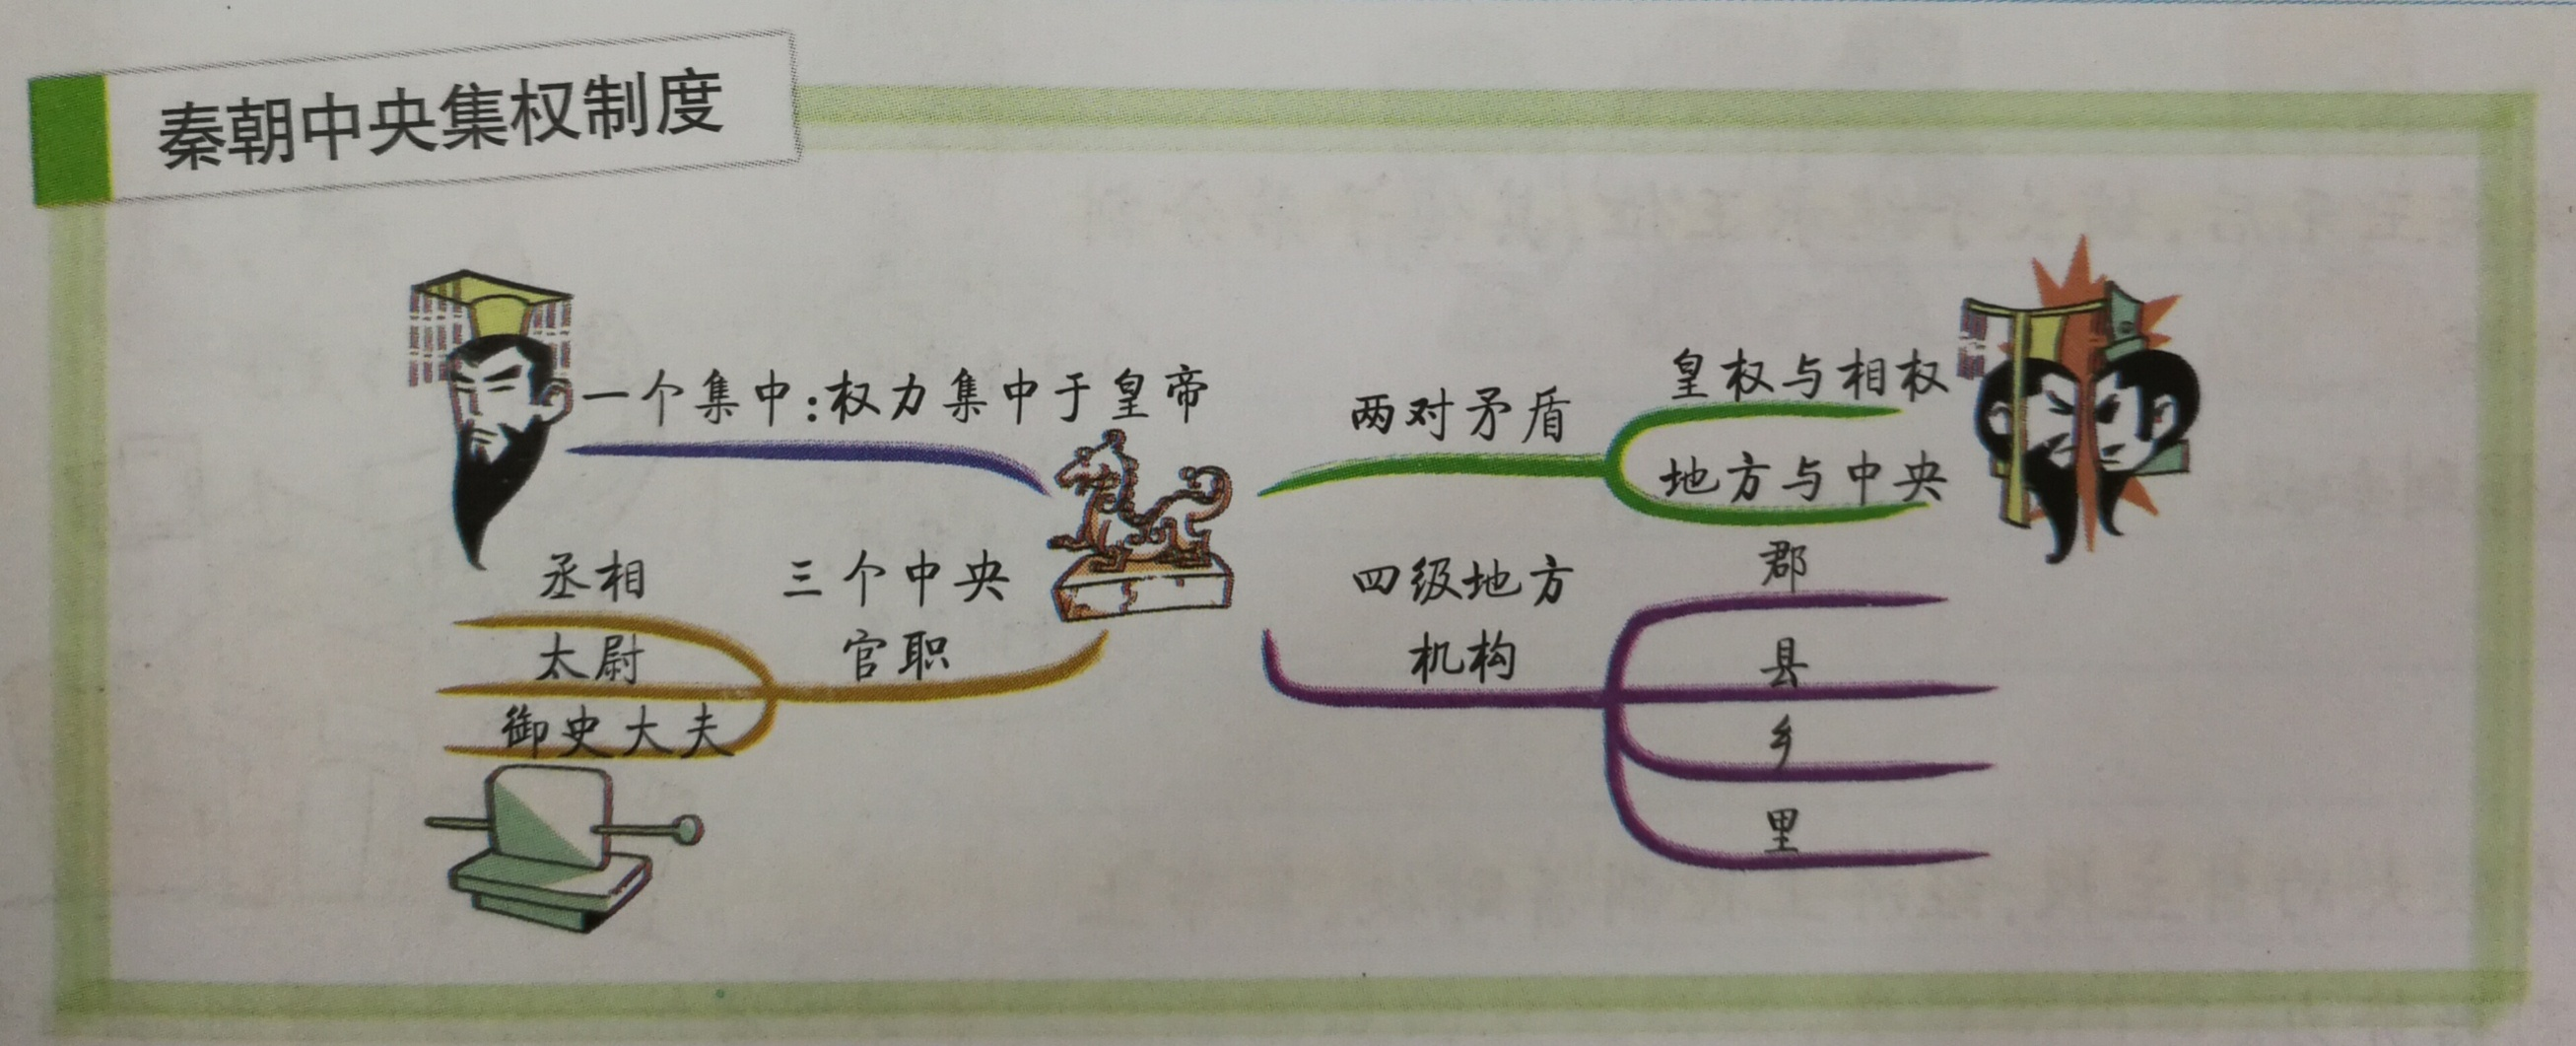 秦朝中央集权制度
一个集中:权力集中于皇帝
两对矛盾
皇权与相权
地方与中央
三个中央
官职
丞相
太尉
御史大夫
四级地方
机构
郡
县
乡
里